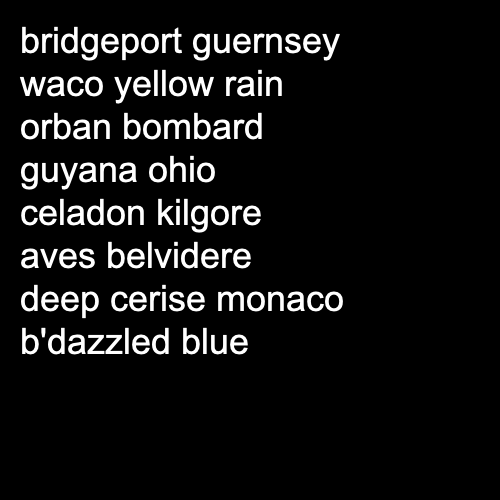 bridgeport guernsey
waco yellow rain
orban bombard
guyana ohio
celadon kilgore
aves belvidere
deep cerise monaco
b'dazzled blue